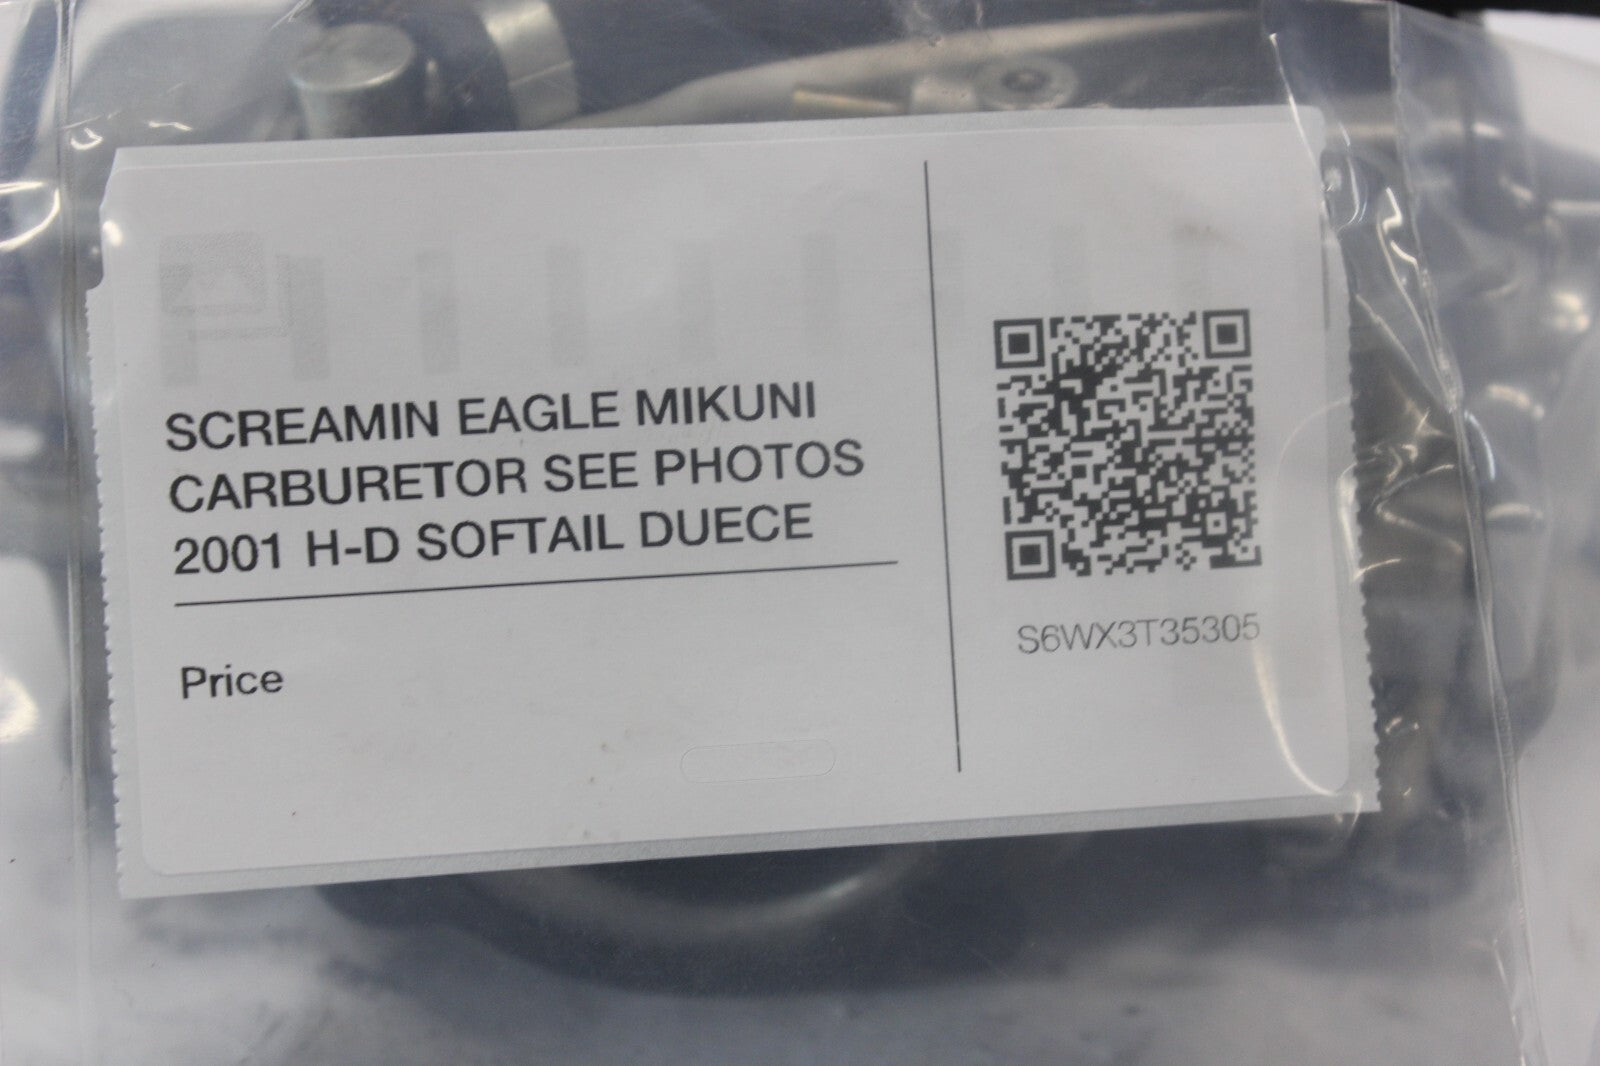 SCREAMIN EAGLE MIKUNI
CARBURETOR SEE PHOTOS
2001 H-D SOFTAIL DUECE
Price
S6WX3T35305